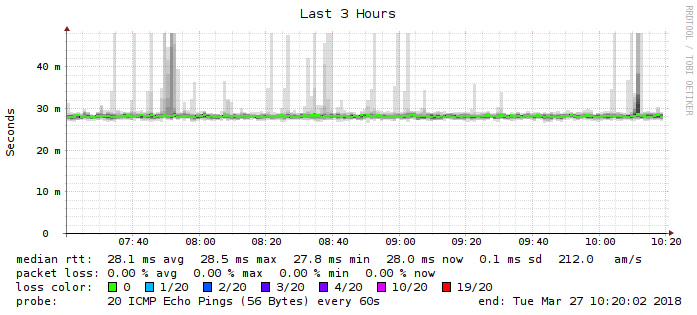 Last 3 Hours
RRDTOOL / TOBI OETIKER
Seconds
40 m
30 m
20 m
10 m
0
07:40 08:00 08:20 08:40 09:00 09:20 09:40 10:00 10:20
median rtt: 28.1 ms avg 28.5 ms max 27.8 ms min 28.0 ms now 0.1 ms sd 212.0 am/s
packet loss: 0.00 % avg 0.00 % max 0.00 % min 0.00 % now
loss color: 0 1/20 2/20 3/20 4/20 10/20 19/20
probe: 20 ICMP Echo Pings (56 Bytes) every 60s end: Tue Mar 27 10:20:02 2018